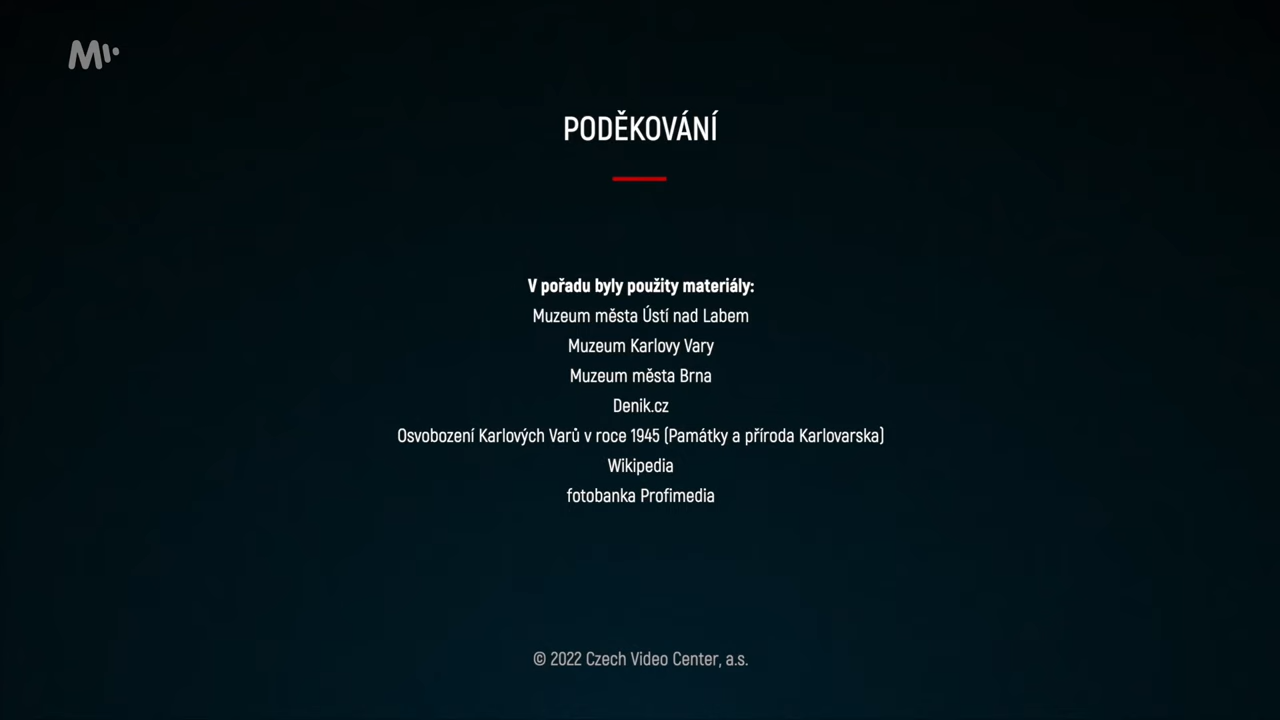 M
PODĚKOVÁNÍ
V pořadu byly použity materiály:
Muzeum města Ústí nad Labem
Muzeum Karlovy Vary
Muzeum města Brna
Denik.cz
Osvobození Karlových Varů v roce 1945 (Památky a příroda Karlovarska)
Wikipedia
fotobanka Profimedia
© 2022 Czech Video Center, a.s.